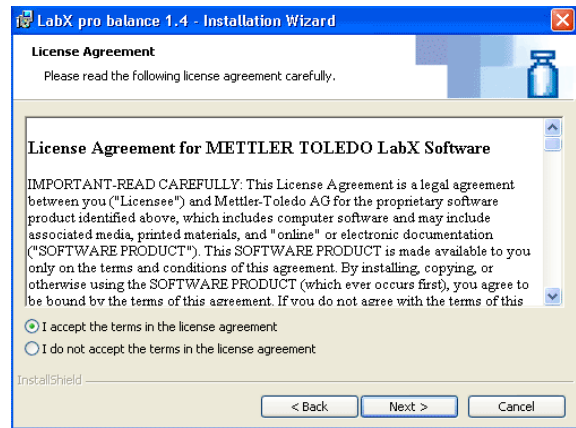 LabX pro balance 1.4 - Installation Wizard
License Agreement
Please read the following license agreement carefully.
License Agreement for METTLER TOLEDO LabX Software
IMPORTANT-READ CAREFULLY: This License Agreement is a legal agreement
between you ("Licensee") and Mettler-Toledo AG for the proprietary software
product identified above, which includes computer software and may include
associated media, printed materials, and "online" or electronic documentation
("SOFTWARE PRODUCT"). This SOFTWARE PRODUCT is made available to you
only on the terms and conditions of this agreement. By installing, copying, or
otherwise using the SOFTWARE PRODUCT (which ever occurs first), you agree to
be bound by the terms of this agreement. If you do not agree with the terms of this
I accept the terms in the license agreement
I do not accept the terms in the license agreement
InstallShield
< Back Next > Cancel